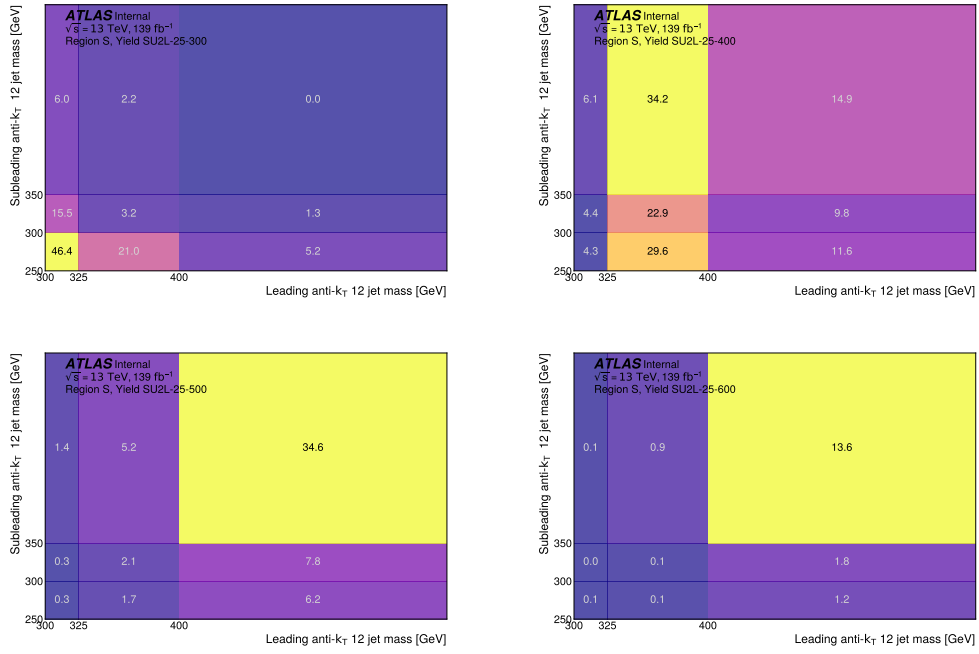 ATLAS Internal
√s = 13 TeV, 139 fb⁻¹
Region S, Yield SU2L-25-300
Subleading anti-kT 12 jet mass [GeV]
6.0 2.2 0.0
350
15.5 3.2 1.3
300
46.4 21.0 5.2
250
300 325 400
Leading anti-kT 12 jet mass [GeV]
ATLAS Internal
√s = 13 TeV, 139 fb⁻¹
Region S, Yield SU2L-25-400
Subleading anti-kT 12 jet mass [GeV]
6.1 34.2 14.9
350
4.4 22.9 9.8
300
4.3 29.6 11.6
250
300 325 400
Leading anti-kT 12 jet mass [GeV]
ATLAS Internal
√s = 13 TeV, 139 fb⁻¹
Region S, Yield SU2L-25-500
Subleading anti-kT 12 jet mass [GeV]
1.4 5.2 34.6
350
0.3 2.1 7.8
300
0.3 1.7 6.2
250
300 325 400
Leading anti-kT 12 jet mass [GeV]
ATLAS Internal
√s = 13 TeV, 139 fb⁻¹
Region S, Yield SU2L-25-600
Subleading anti-kT 12 jet mass [GeV]
0.1 0.9 13.6
350
0.0 0.1 1.8
300
0.1 0.1 1.2
250
300 325 400
Leading anti-kT 12 jet mass [GeV]